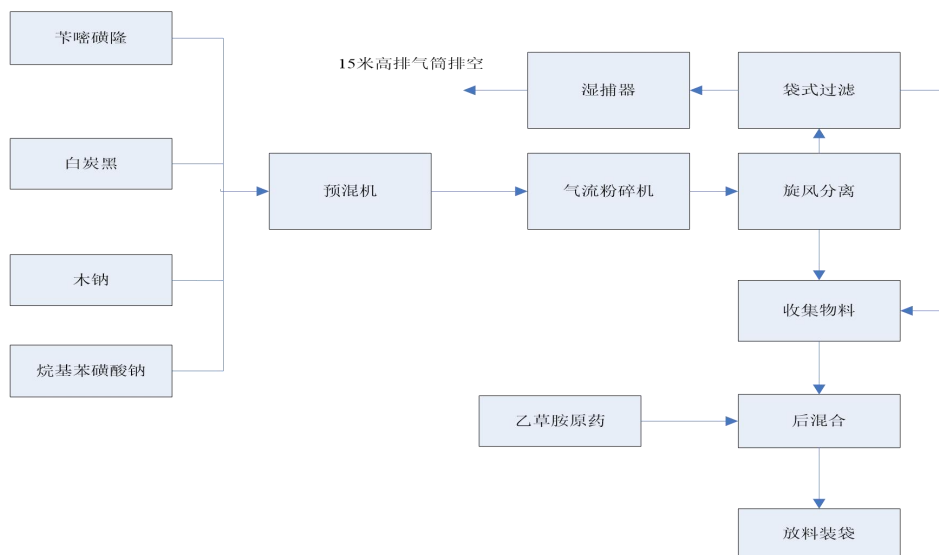 苄嘧磺隆
15米高排气筒排空
湿捕器
袋式过滤
白炭黑
预混机
气流粉碎机
旋风分离
木钠
收集物料
烷基苯磺酸钠
乙草胺原药
后混合
放料装袋